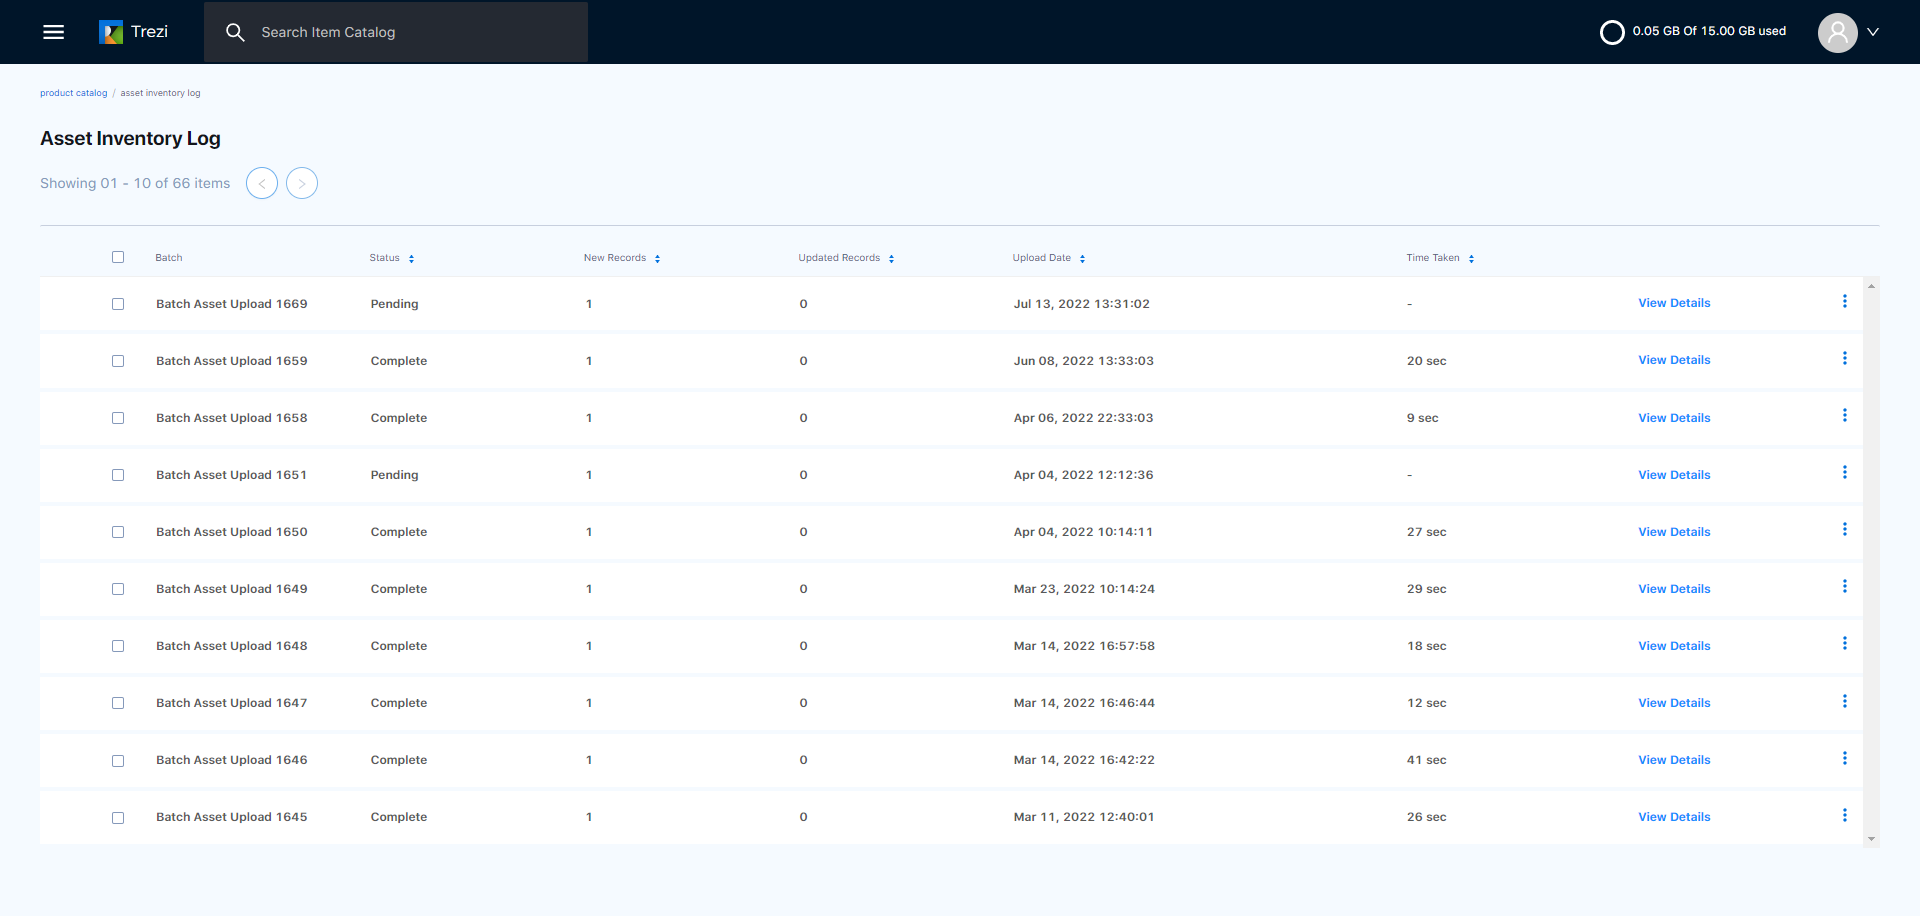 Trezi
Search Item Catalog
0.05 GB Of 15.00 GB used
product catalog / asset inventory log
Asset Inventory Log
Showing 01 - 10 of 66 items < >
Batch Status New Records Updated Records Upload Date Time Taken
Batch Asset Upload 1669 Pending 1 0 Jul 13, 2022 13:31:02 - View Details
Batch Asset Upload 1659 Complete 1 0 Jun 08, 2022 13:33:03 20 sec View Details
Batch Asset Upload 1658 Complete 1 0 Apr 06, 2022 22:33:03 9 sec View Details
Batch Asset Upload 1651 Pending 1 0 Apr 04, 2022 12:12:36 - View Details
Batch Asset Upload 1650 Complete 1 0 Apr 04, 2022 10:14:11 27 sec View Details
Batch Asset Upload 1649 Complete 1 0 Mar 23, 2022 10:14:24 29 sec View Details
Batch Asset Upload 1648 Complete 1 0 Mar 14, 2022 16:57:58 18 sec View Details
Batch Asset Upload 1647 Complete 1 0 Mar 14, 2022 16:46:44 12 sec View Details
Batch Asset Upload 1646 Complete 1 0 Mar 14, 2022 16:42:22 41 sec View Details
Batch Asset Upload 1645 Complete 1 0 Mar 11, 2022 12:40:01 26 sec View Details